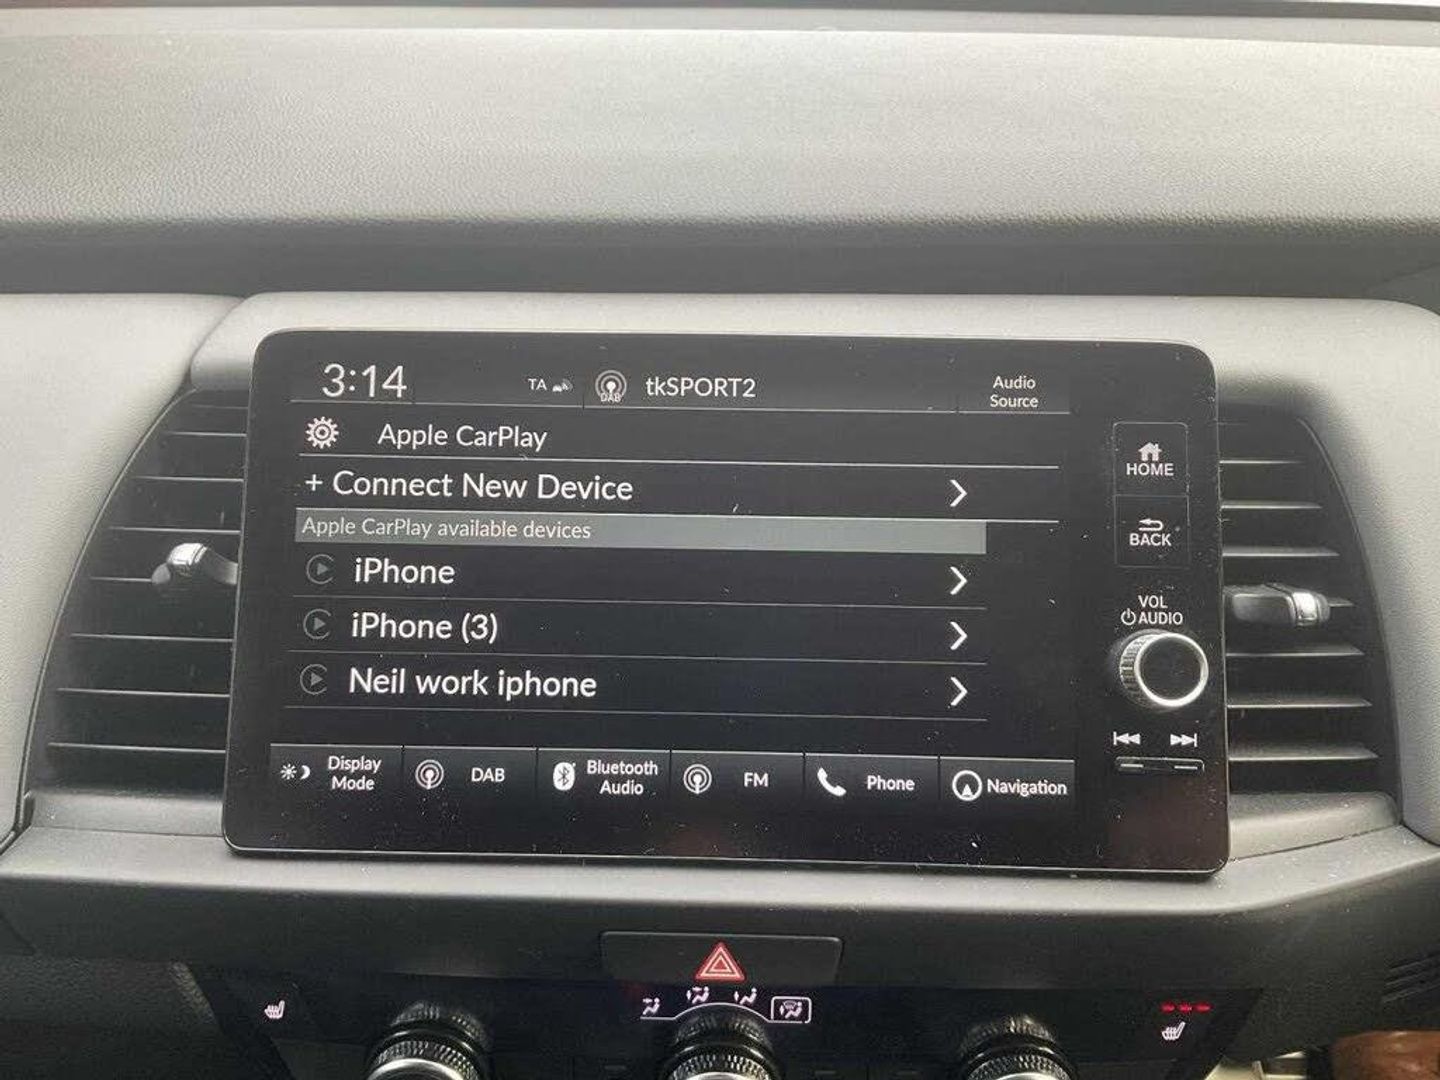 3:14
TA
DAB
tkSPORT2
Audio
Source
Apple CarPlay
+ Connect New Device
Apple CarPlay available devices
iPhone
iPhone (3)
Neil work iphone
HOME
BACK
VOL
AUDIO
Display
Mode
DAB
Bluetooth
Audio
FM
Phone
Navigation